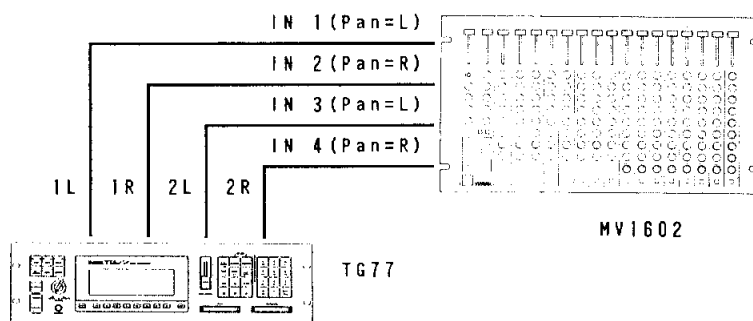 IN 1 (Pan=L)
IN 2 (Pan=R)
IN 3 (Pan=L)
IN 4 (Pan=R)
1L 1R 2L 2R
MV1602
TG77